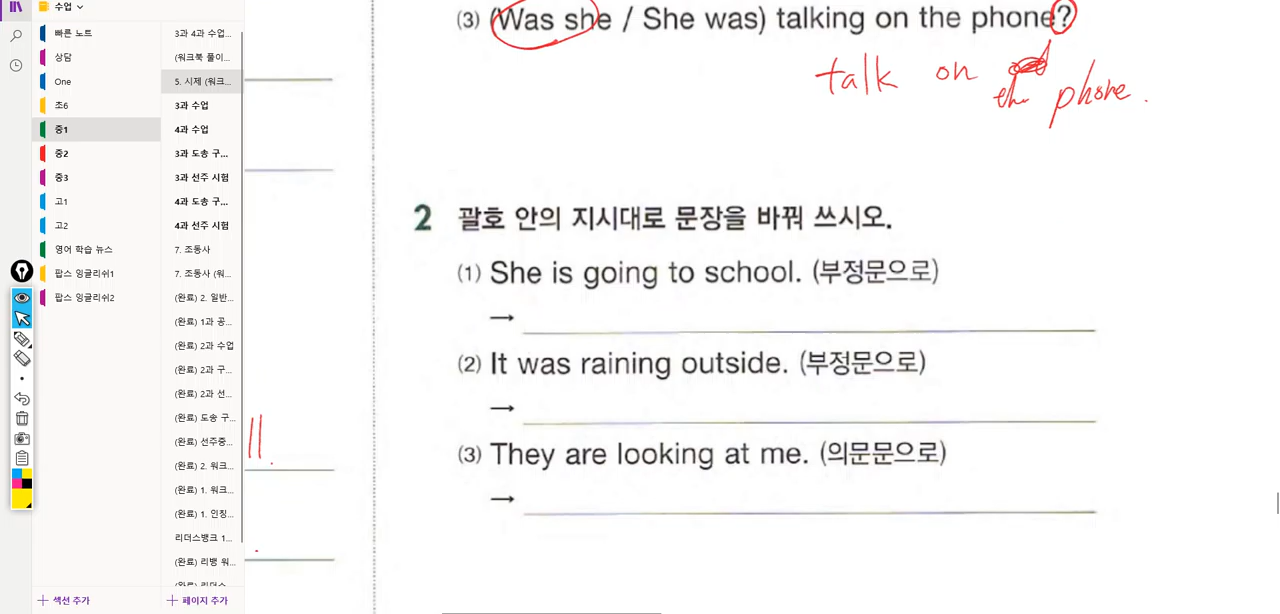 수업
빠른 노트
상담
One
초6
중1
중2
중3
고1
고2
영어 학습 뉴스
팝스 잉글리쉬1
팝스 잉글리쉬2
+ 섹션 추가
3과 4과 수업...
(워크북 풀이...
5. 시제 (워크...
3과 수업
4과 수업
3과 도송 구...
3과 선주 시험
4과 도송 구...
4과 선주 시험
7. 조동사
7. 조동사 (워...
(완료) 2. 일반...
(완료) 1과 공...
(완료) 2과 수업
(완료) 2과 구...
(완료) 2과 선...
(완료) 도송 구...
(완료) 선주중...
(완료) 2. 워크...
(완료) 1. 워크...
(완료) 1. 인칭...
리더스뱅크 1...
(완료) 리뱅 워...
+ 페이지 추가
(3) (Was she / She was) talking on the phone?
talk on the phone.
2 괄호 안의 지시대로 문장을 바꿔 쓰시오.
(1) She is going to school. (부정문으로)
→
(2) It was raining outside. (부정문으로)
→
(3) They are looking at me. (의문문으로)
→